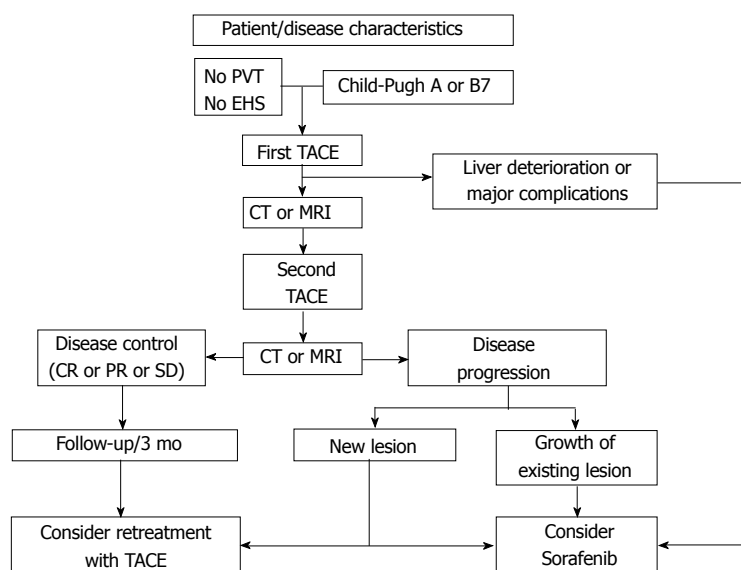 Patient/disease characteristics
No PVT
No EHS
Child-Pugh A or B7
First TACE
Liver deterioration or
major complications
CT or MRI
Second
TACE
Disease control
(CR or PR or SD)
CT or MRI
Disease
progression
Follow-up/3 mo
New lesion
Growth of
existing lesion
Consider retreatment
with TACE
Consider
Sorafenib